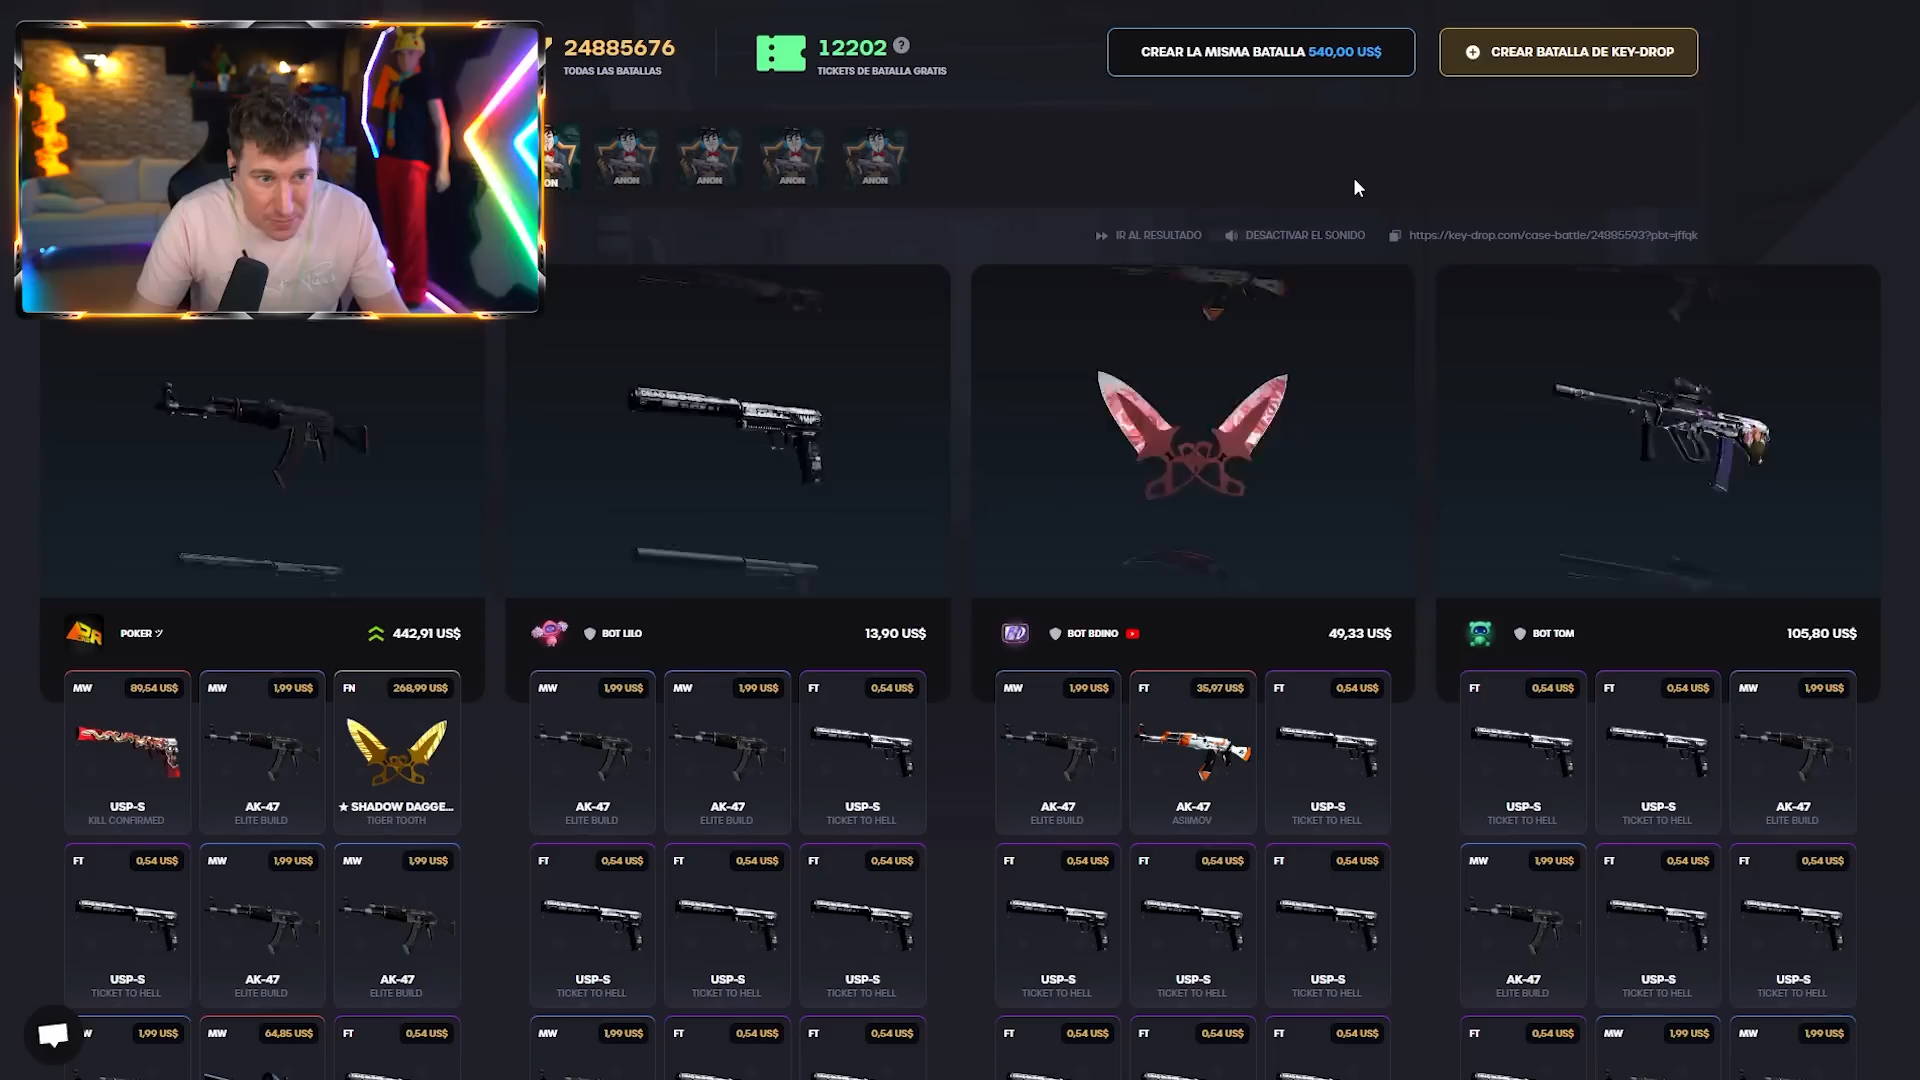 24885676
TODAS LAS BATALLAS
12202 ?
TICKETS DE BATALLA GRATIS
CREAR LA MISMA BATALLA 540,00 US$
CREAR BATALLA DE KEY-DROP
ON
ANON
ANON
ANON
ANON
IR AL RESULTADO
DESACTIVAR EL SONIDO
https://key-drop.com/case-battle/24885593?pbt=jffqk
POKER ツ
442,91 US$
BOT LILO
13,90 US$
BOT BDINO
49,33 US$
BOT TOM
105,80 US$
MW 89,54 US$
USP-S
KILL CONFIRMED
MW 1,99 US$
AK-47
ELITE BUILD
FN 268,99 US$
★ SHADOW DAGGE...
TIGER TOOTH
MW 1,99 US$
AK-47
ELITE BUILD
MW 1,99 US$
AK-47
ELITE BUILD
FT 0,54 US$
USP-S
TICKET TO HELL
MW 1,99 US$
AK-47
ELITE BUILD
FT 35,97 US$
AK-47
ASIIMOV
FT 0,54 US$
USP-S
TICKET TO HELL
FT 0,54 US$
USP-S
TICKET TO HELL
FT 0,54 US$
USP-S
TICKET TO HELL
MW 1,99 US$
AK-47
ELITE BUILD
FT 0,54 US$
USP-S
TICKET TO HELL
MW 1,99 US$
AK-47
ELITE BUILD
MW 1,99 US$
AK-47
ELITE BUILD
FT 0,54 US$
USP-S
TICKET TO HELL
FT 0,54 US$
USP-S
TICKET TO HELL
FT 0,54 US$
USP-S
TICKET TO HELL
FT 0,54 US$
USP-S
TICKET TO HELL
FT 0,54 US$
USP-S
TICKET TO HELL
FT 0,54 US$
USP-S
TICKET TO HELL
MW 1,99 US$
AK-47
ELITE BUILD
FT 0,54 US$
USP-S
TICKET TO HELL
FT 0,54 US$
USP-S
TICKET TO HELL
W 1,99 US$
MW 64,85 US$
FT 0,54 US$
MW 1,99 US$
FT 0,54 US$
FT 0,54 US$
FT 0,54 US$
FT 0,54 US$
FT 0,54 US$
FT 0,54 US$
MW 1,99 US$
MW 1,99 US$